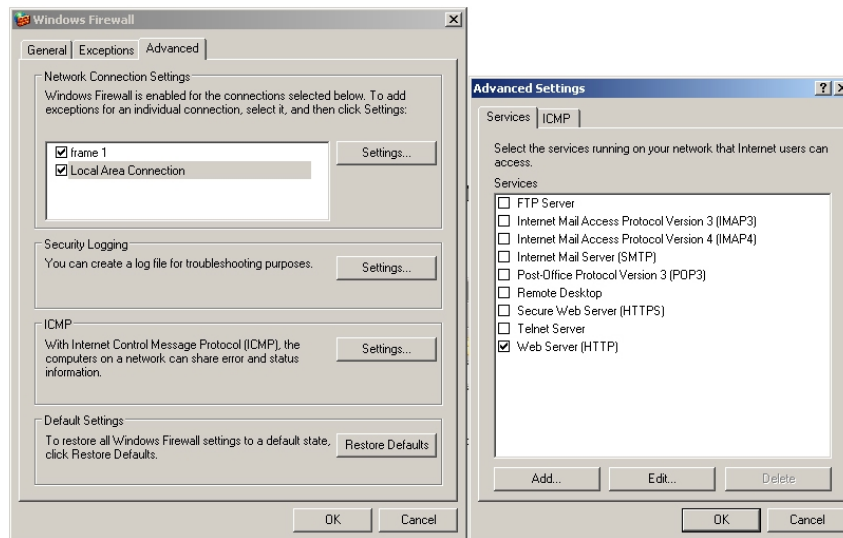 Windows Firewall
General
Exceptions
Advanced
Network Connection Settings
Windows Firewall is enabled for the connections selected below. To add
exceptions for an individual connection, select it, and then click Settings:
frame 1
Local Area Connection
Settings...
Security Logging
You can create a log file for troubleshooting purposes.
Settings...
ICMP
With Internet Control Message Protocol (ICMP), the
computers on a network can share error and status
information.
Settings...
Default Settings
To restore all Windows Firewall settings to a default state,
click Restore Defaults.
Restore Defaults
OK
Cancel
Advanced Settings
Services
ICMP
Select the services running on your network that Internet users can
access.
Services
FTP Server
Internet Mail Access Protocol Version 3 (IMAP3)
Internet Mail Access Protocol Version 4 (IMAP4)
Internet Mail Server (SMTP)
Post-Office Protocol Version 3 (POP3)
Remote Desktop
Secure Web Server (HTTPS)
Telnet Server
Web Server (HTTP)
Add...
Edit...
Delete
OK
Cancel